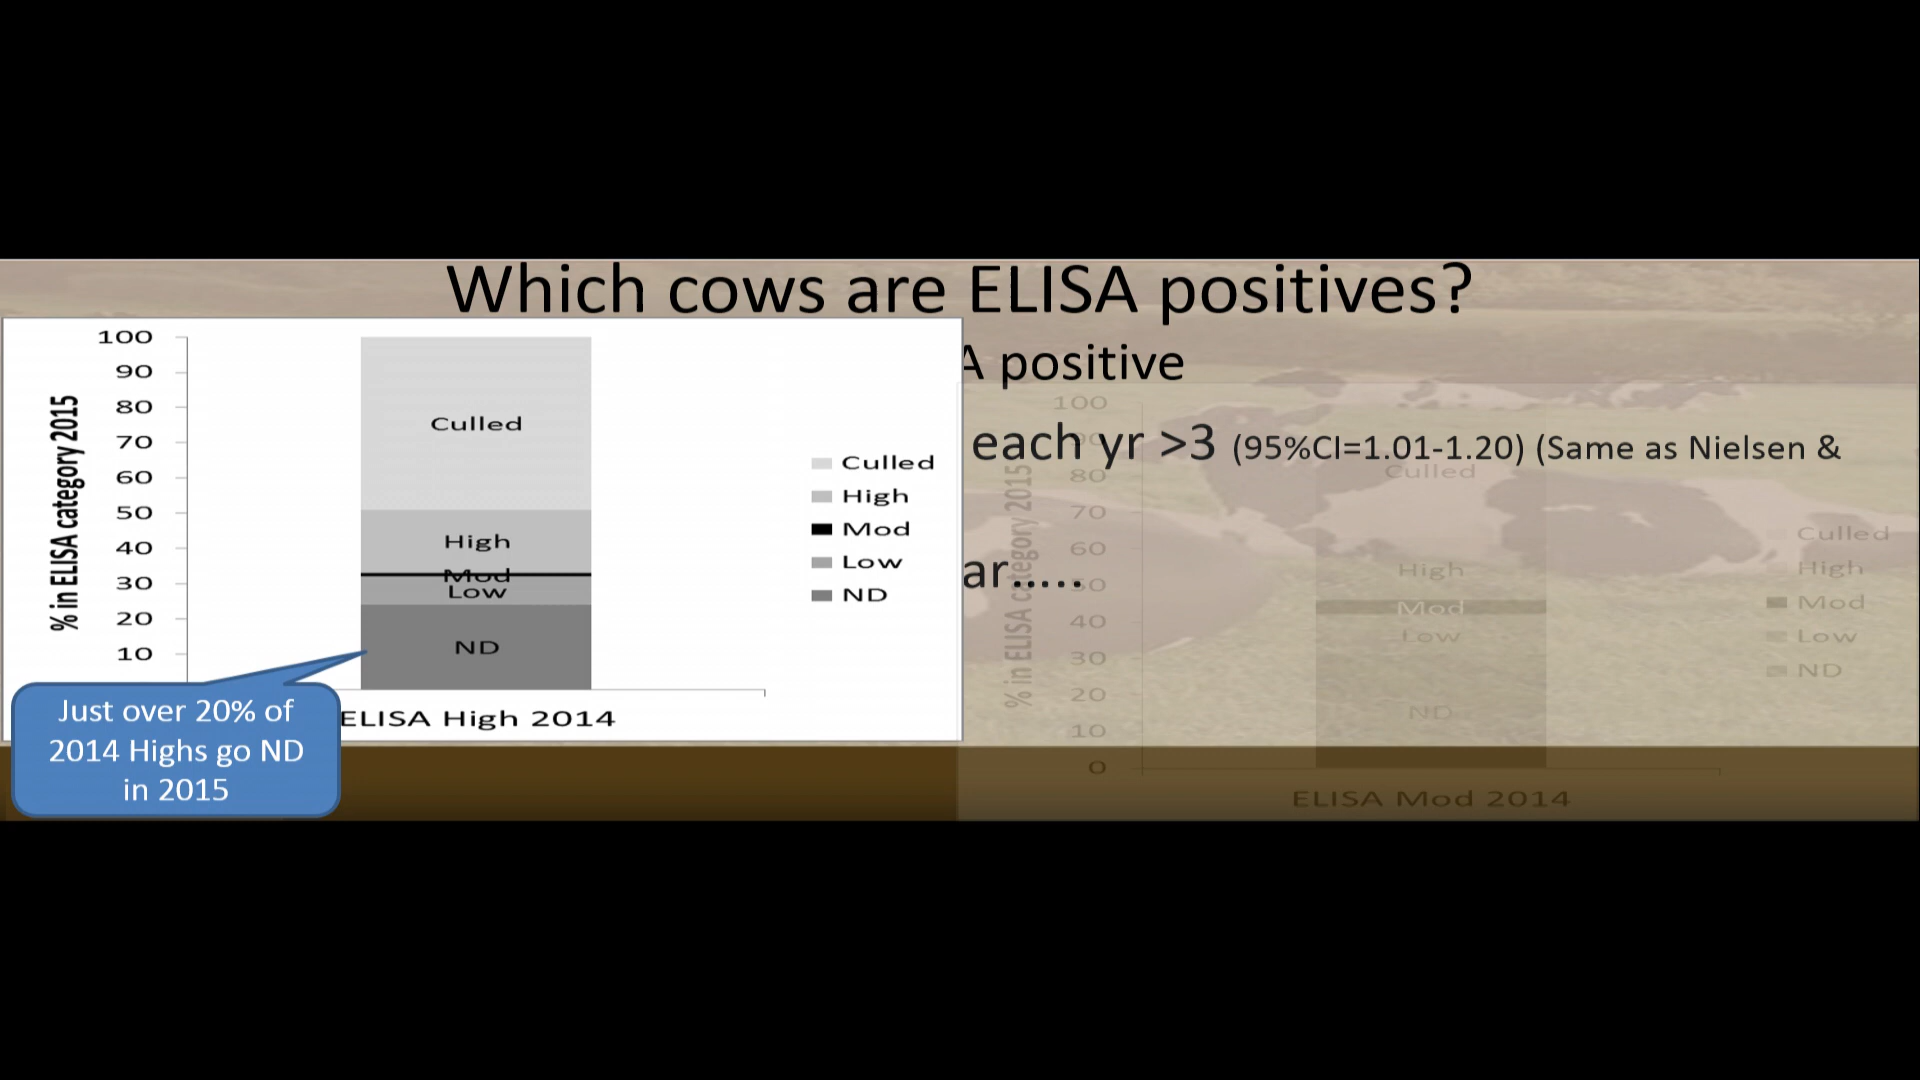 Which cows are ELISA positives?
A positive
each yr >3 (95%CI=1.01-1.20) (Same as Nielsen &
ar.....
% in ELISA category 2015
100
90
80
70
60
50
40
30
20
10
Culled
High
Mod
Low
ND
Culled
High
Mod
Low
ND
ELISA High 2014
Just over 20% of
2014 Highs go ND
in 2015
% in ELISA category 2015
100
80
70
60
50
40
30
20
10
0
Culled
High
Mod
Low
ND
Culled
High
Mod
Low
ND
ELISA Mod 2014